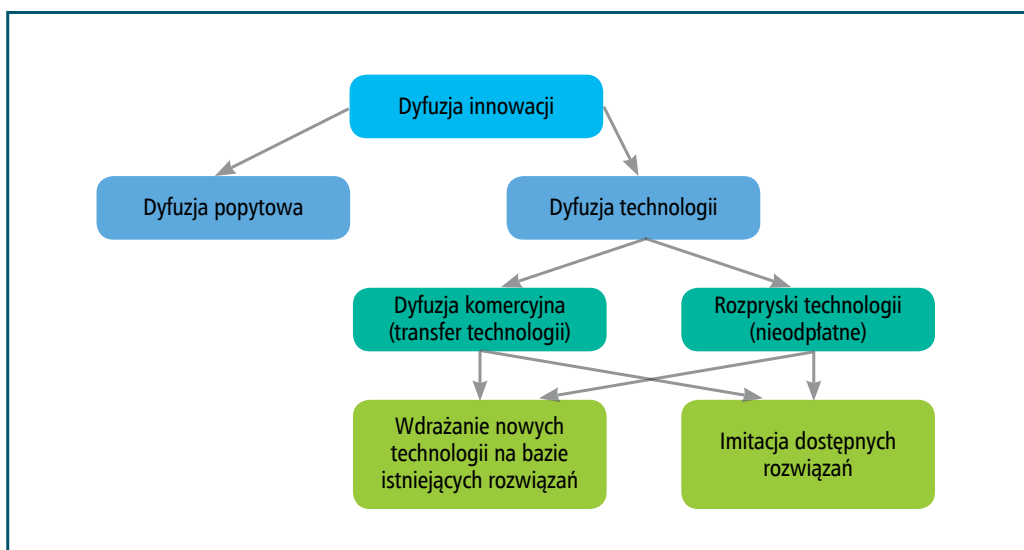 Dyfuzja innowacji
Dyfuzja popytowa
Dyfuzja technologii
Dyfuzja komercyjna
(transfer technologii)
Rozpryski technologii
(nieodpłatne)
Wdrażanie nowych
technologii na bazie
istniejących rozwiązań
Imitacja dostępnych
rozwiązań